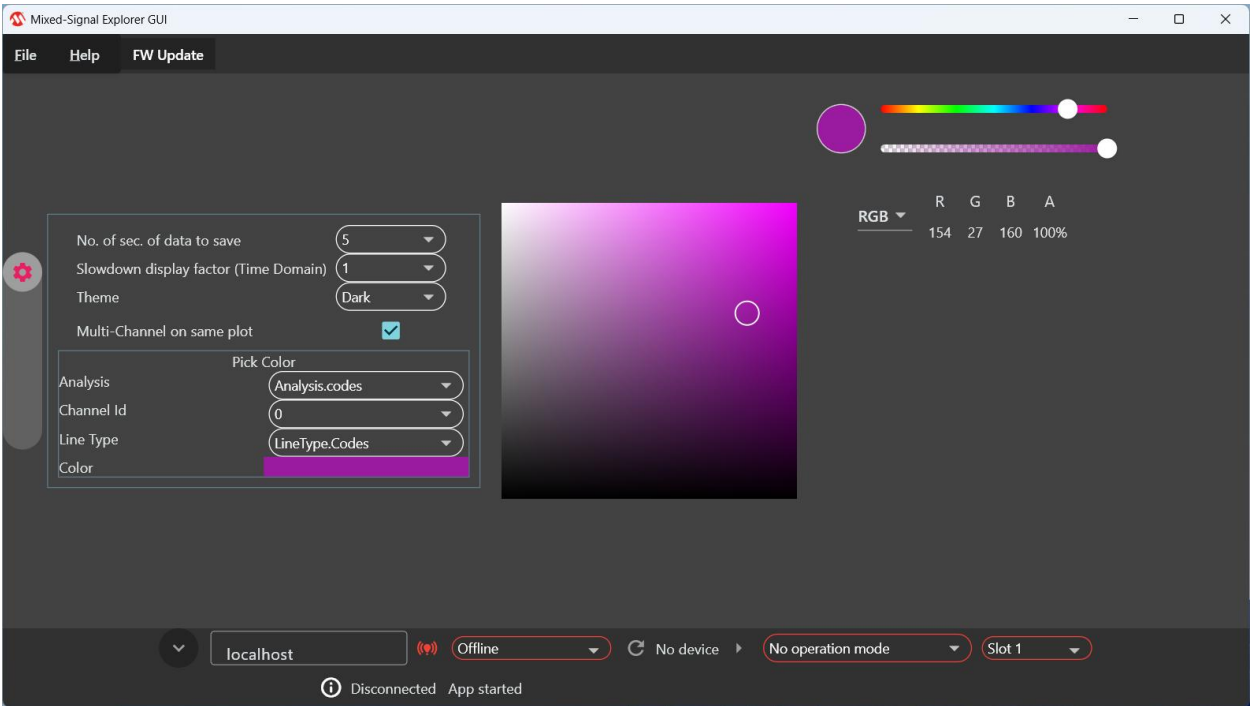 Mixed-Signal Explorer GUI
File Help FW Update
RGB R G B A
154 27 160 100%
No. of sec. of data to save 5
Slowdown display factor (Time Domain) 1
Theme Dark
Multi-Channel on same plot
Pick Color
Analysis Analysis.codes
Channel Id 0
Line Type LineType.Codes
Color
localhost Offline No device No operation mode Slot 1
Disconnected App started